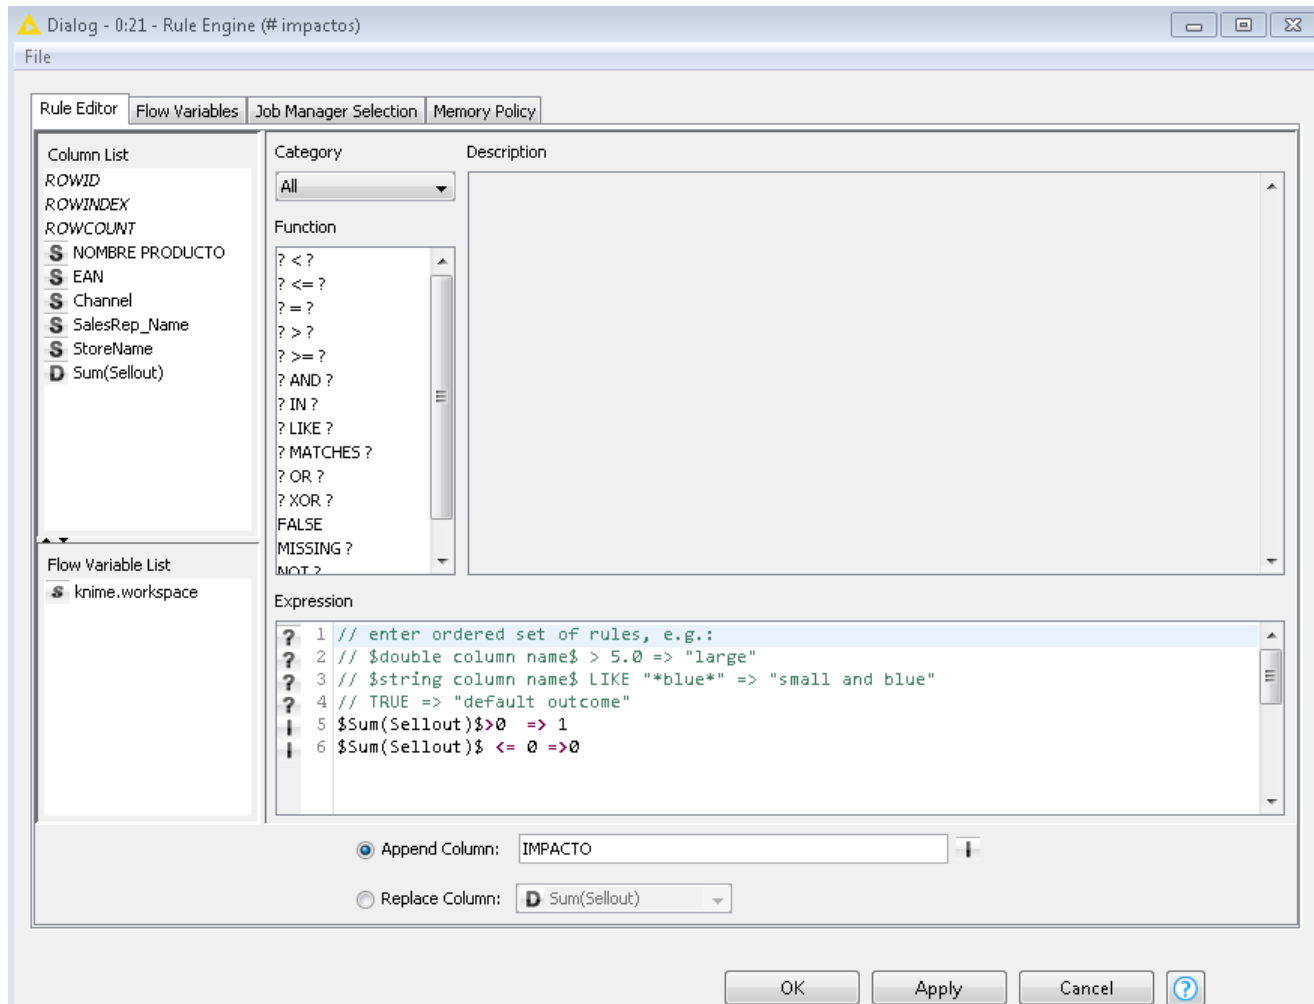 Dialog - 0:21 - Rule Engine (# impactos)
File
Rule Editor
Flow Variables
Job Manager Selection
Memory Policy
Column List
ROWID
ROWINDEX
ROWCOUNT
S NOMBRE PRODUCTO
S EAN
S Channel
S SalesRep_Name
S StoreName
D Sum(Sellout)
Flow Variable List
s knime.workspace
Category
All
Function
? < ?
? <= ?
? = ?
? > ?
? >= ?
? AND ?
? IN ?
? LIKE ?
? MATCHES ?
? OR ?
? XOR ?
FALSE
MISSING ?
NOT ?
Description
Expression
? 1 // enter ordered set of rules, e.g.:
? 2 // $double column name$ > 5.0 => "large"
? 3 // $string column name$ LIKE "*blue*" => "small and blue"
? 4 // TRUE => "default outcome"
I 5 $Sum(Sellout)$>0  => 1
I 6 $Sum(Sellout)$ <= 0 =>0
Append Column: IMPACTO I
Replace Column: D Sum(Sellout)
OK
Apply
Cancel
?